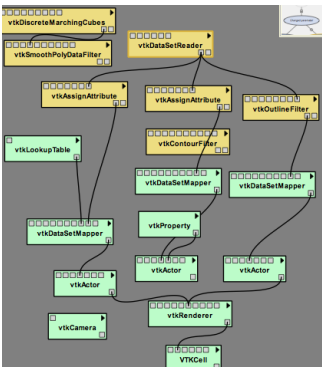 vtkDiscreteMarchingCubes
vtkDataSetReader
vtkSmoothPolyDataFilter
vtkAssignAttribute
vtkAssignAttribute
vtkOutlineFilter
vtkContourFilter
vtkLookupTable
vtkDataSetMapper
vtkDataSetMapper
vtkProperty
vtkDataSetMapper
vtkActor
vtkActor
vtkActor
vtkRenderer
vtkCamera
VTKCell